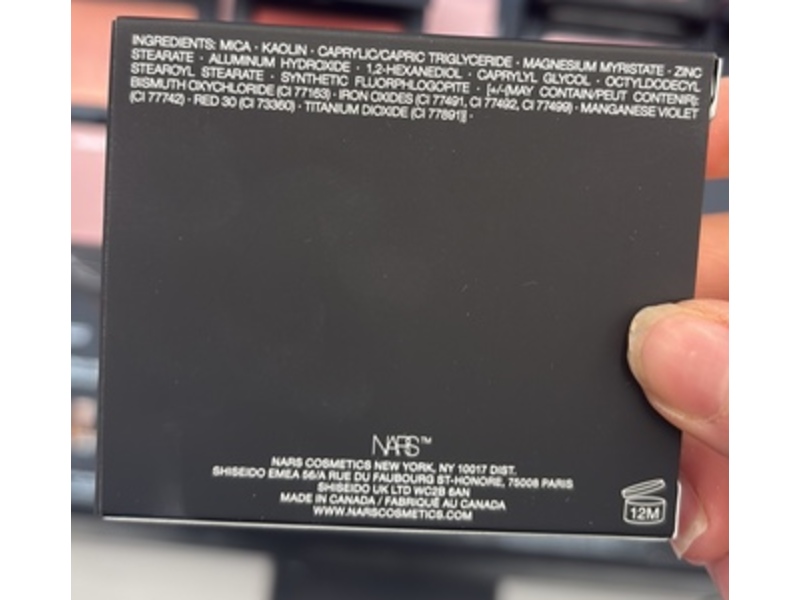 INGREDIENTS: MICA · KAOLIN · CAPRYLIC/CAPRIC TRIGLYCERIDE · MAGNESIUM MYRISTATE · ZINC
STEARATE · ALUMINUM HYDROXIDE · 1,2-HEXANEDIOL · CAPRYLYL GLYCOL · OCTYLDODECYL
STEAROYL STEARATE · SYNTHETIC FLUORPHLOGOPITE · [+/-(MAY CONTAIN/PEUT CONTENIR):
BISMUTH OXYCHLORIDE (CI 77163) · IRON OXIDES (CI 77491, CI 77492, CI 77499) · MANGANESE VIOLET
(CI 77742) · RED 30 (CI 73360) · TITANIUM DIOXIDE (CI 77891)] ·
NARS™
NARS COSMETICS NEW YORK, NY 10017 DIST.
SHISEIDO EMEA 56/A RUE DU FAUBOURG ST-HONORE, 75008 PARIS
SHISEIDO UK LTD WC2B 6AN
MADE IN CANADA / FABRIQUÉ AU CANADA
WWW.NARSCOSMETICS.COM
12M